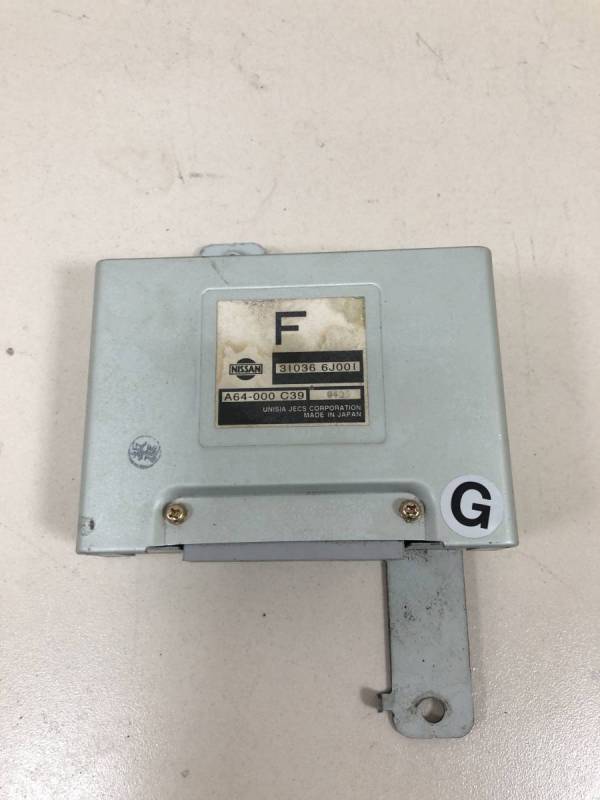 F
NISSAN
31036 6J001
A64-000 C39
UNISIA JECS CORPORATION
MADE IN JAPAN
G